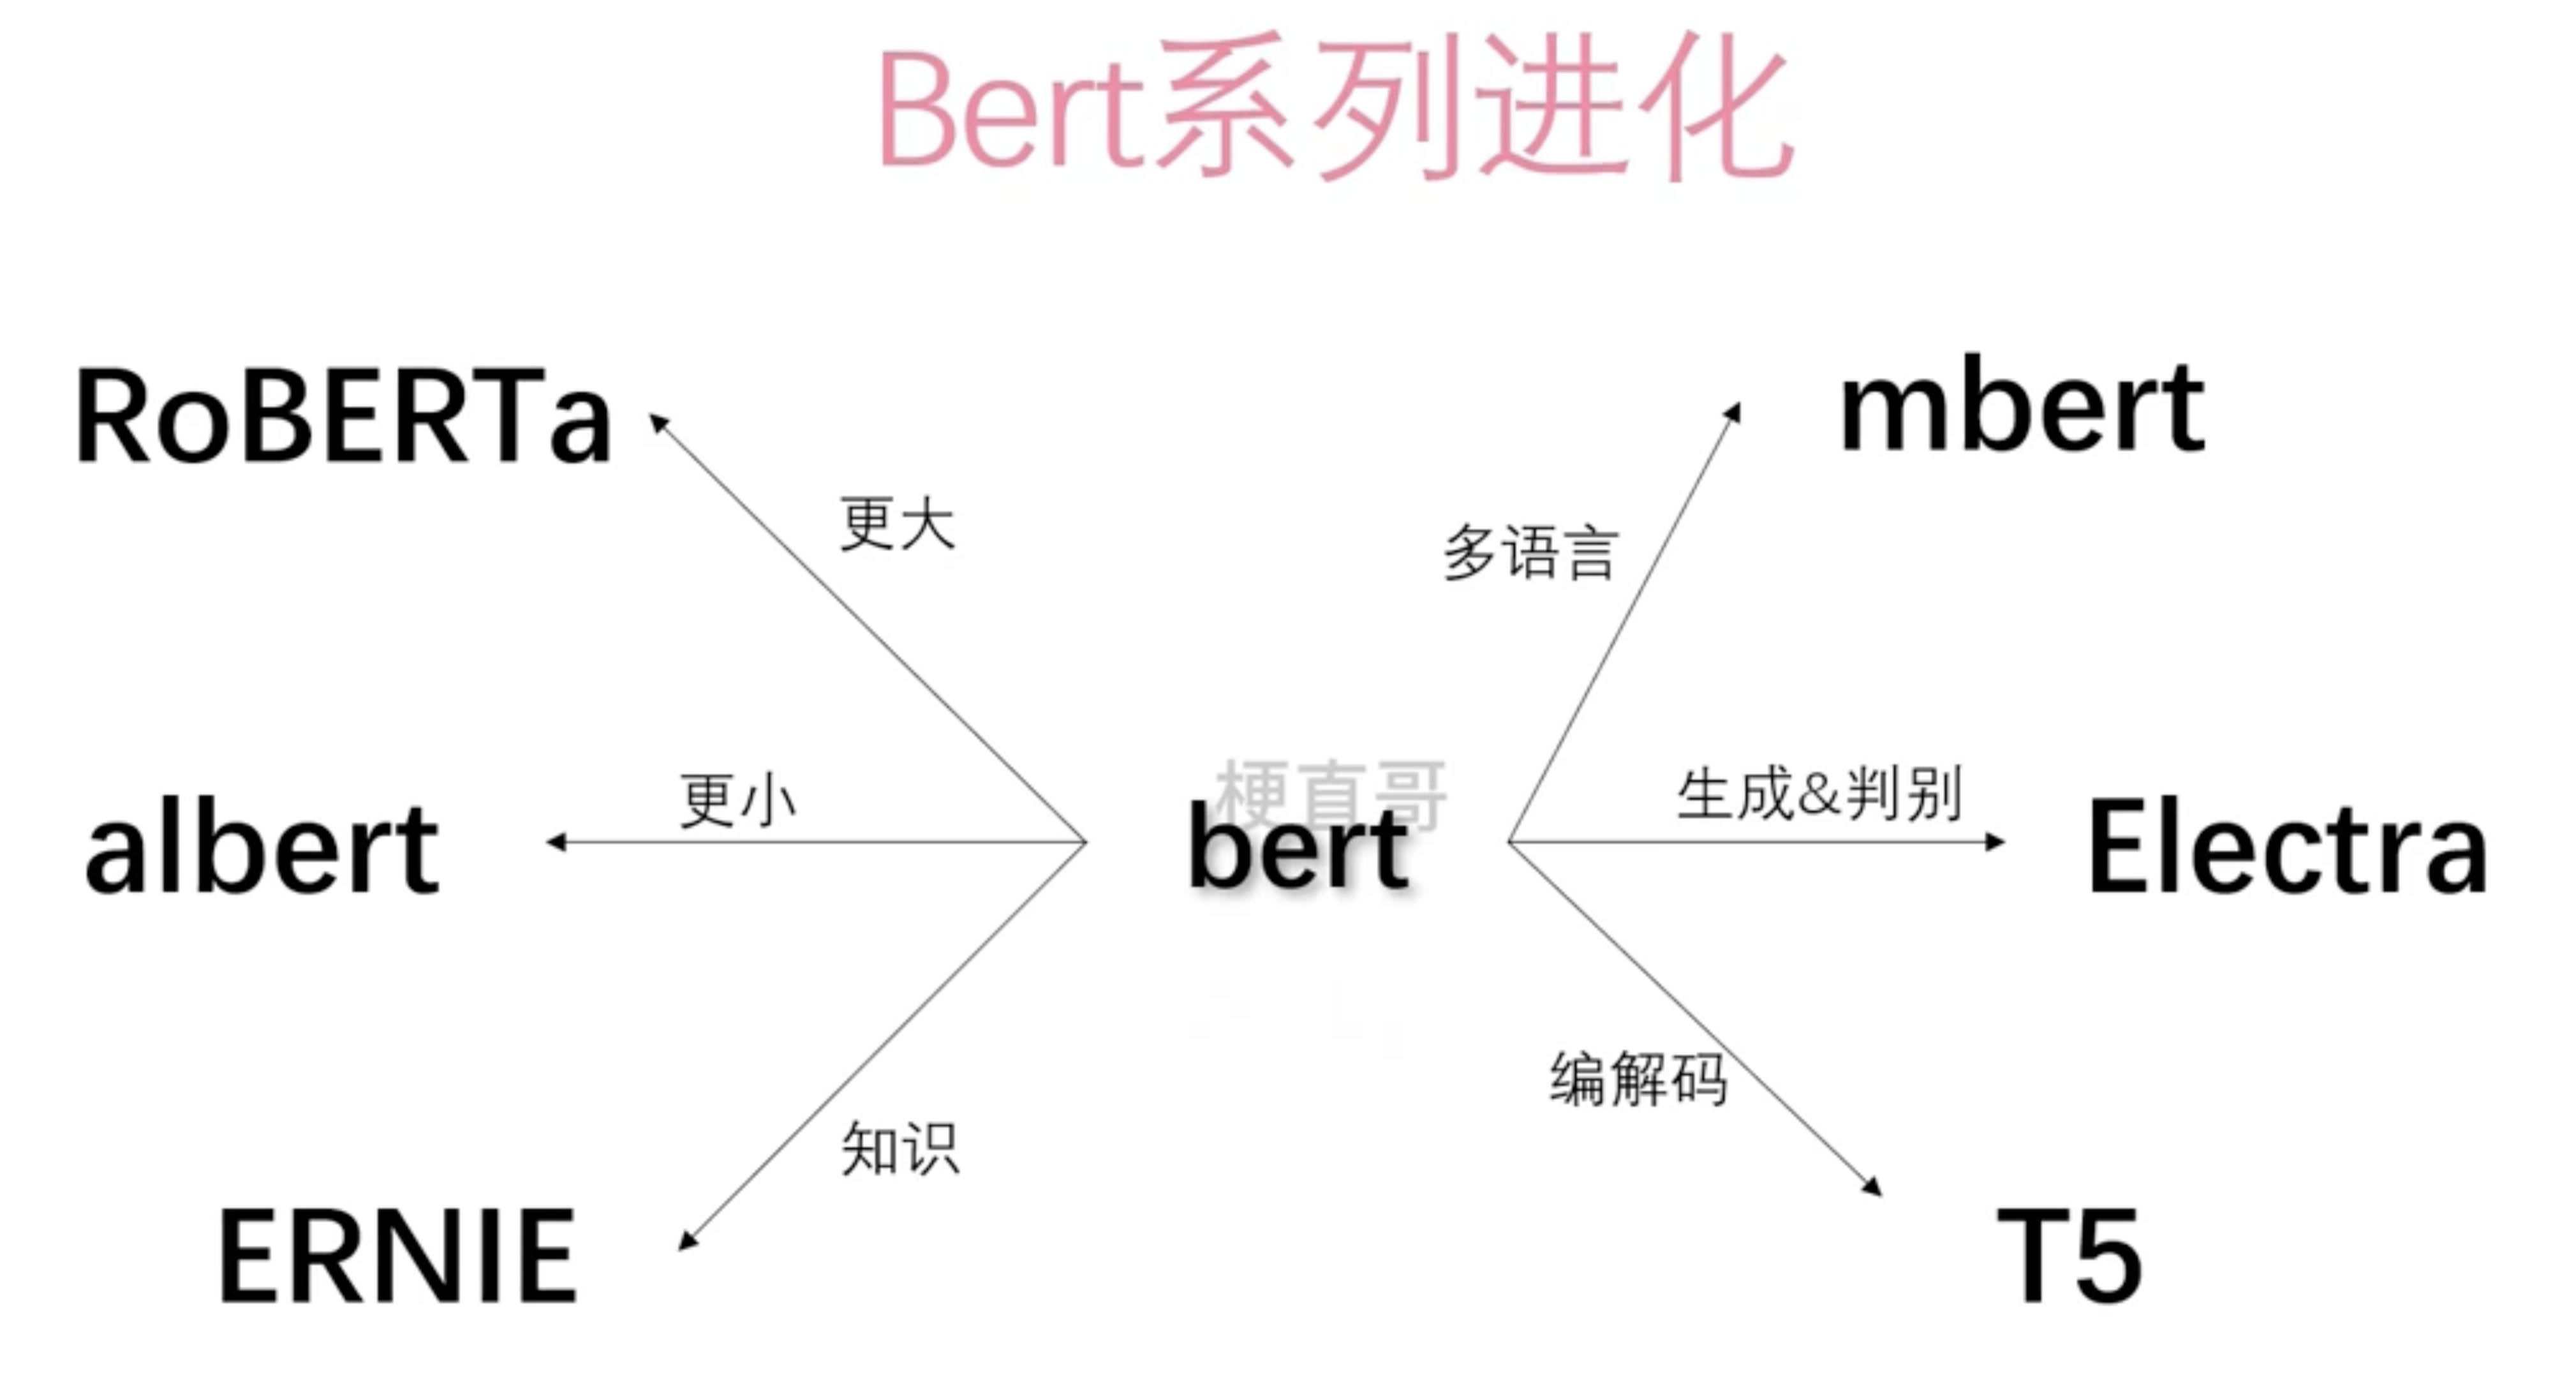 Bert系列进化
RoBERTa
mbert
更大
多语言
albert
更小
梗直哥
bert
生成&判别
Electra
知识
编解码
ERNIE
T5